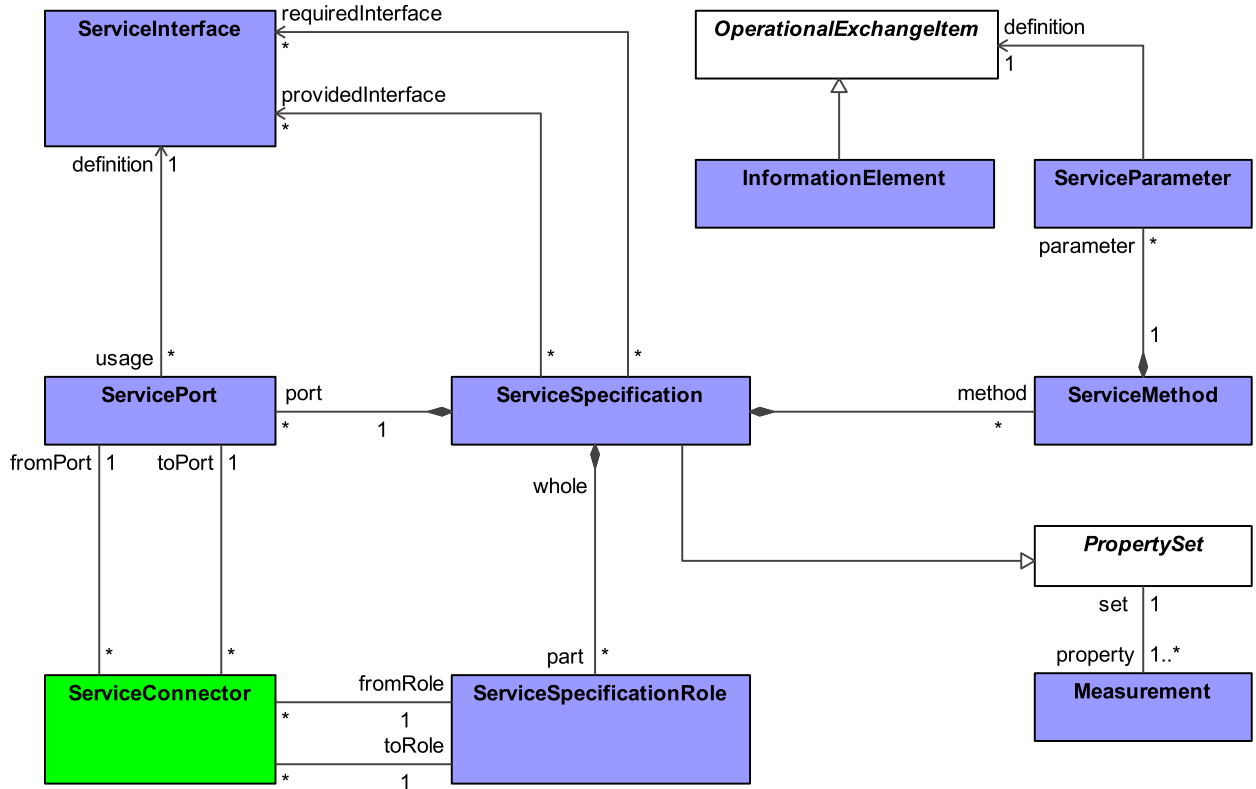 ServiceInterface
requiredInterface
*
providedInterface
*
OperationalExchangeItem
definition
1
InformationElement
ServiceParameter
definition
1
parameter
*
usage
*
*
*
1
ServicePort
port
*
1
ServiceSpecification
method
*
ServiceMethod
fromPort
1
toPort
1
whole
PropertySet
set
1
*
*
part
*
property
1..*
ServiceConnector
fromRole
*
1
toRole
*
1
ServiceSpecificationRole
Measurement